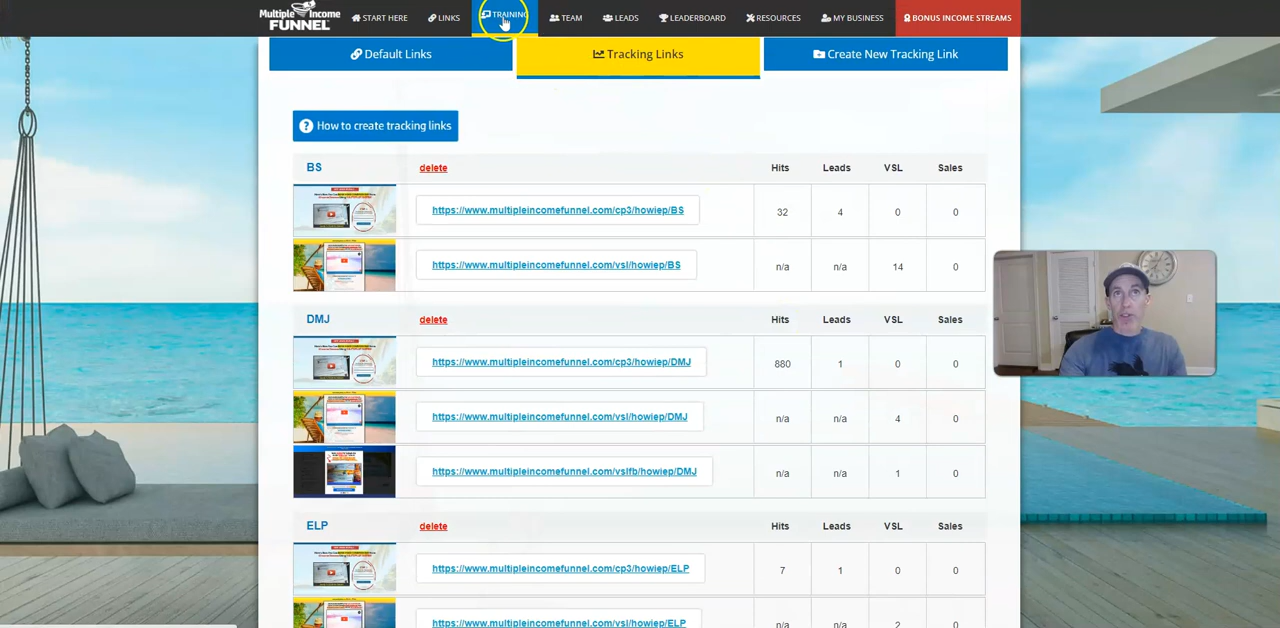 Multiple Income
FUNNEL
START HERE LINKS TRAINING TEAM LEADS LEADERBOARD RESOURCES MY BUSINESS BONUS INCOME STREAMS
Default Links Tracking Links Create New Tracking Link
? How to create tracking links
BS delete Hits Leads VSL Sales
https://www.multipleincomefunnel.com/cp3/howiep/BS 32 4 0 0
https://www.multipleincomefunnel.com/vsl/howiep/BS n/a n/a 14 0
DMJ delete Hits Leads VSL Sales
https://www.multipleincomefunnel.com/cp3/howiep/DMJ 880 1 0 0
https://www.multipleincomefunnel.com/vsl/howiep/DMJ n/a n/a 4 0
https://www.multipleincomefunnel.com/vslfb/howiep/DMJ n/a n/a 1 0
ELP delete Hits Leads VSL Sales
https://www.multipleincomefunnel.com/cp3/howiep/ELP 7 1 0 0
https://www.multipleincomefunnel.com/vsl/howiep/ELP n/a n/a 2 0